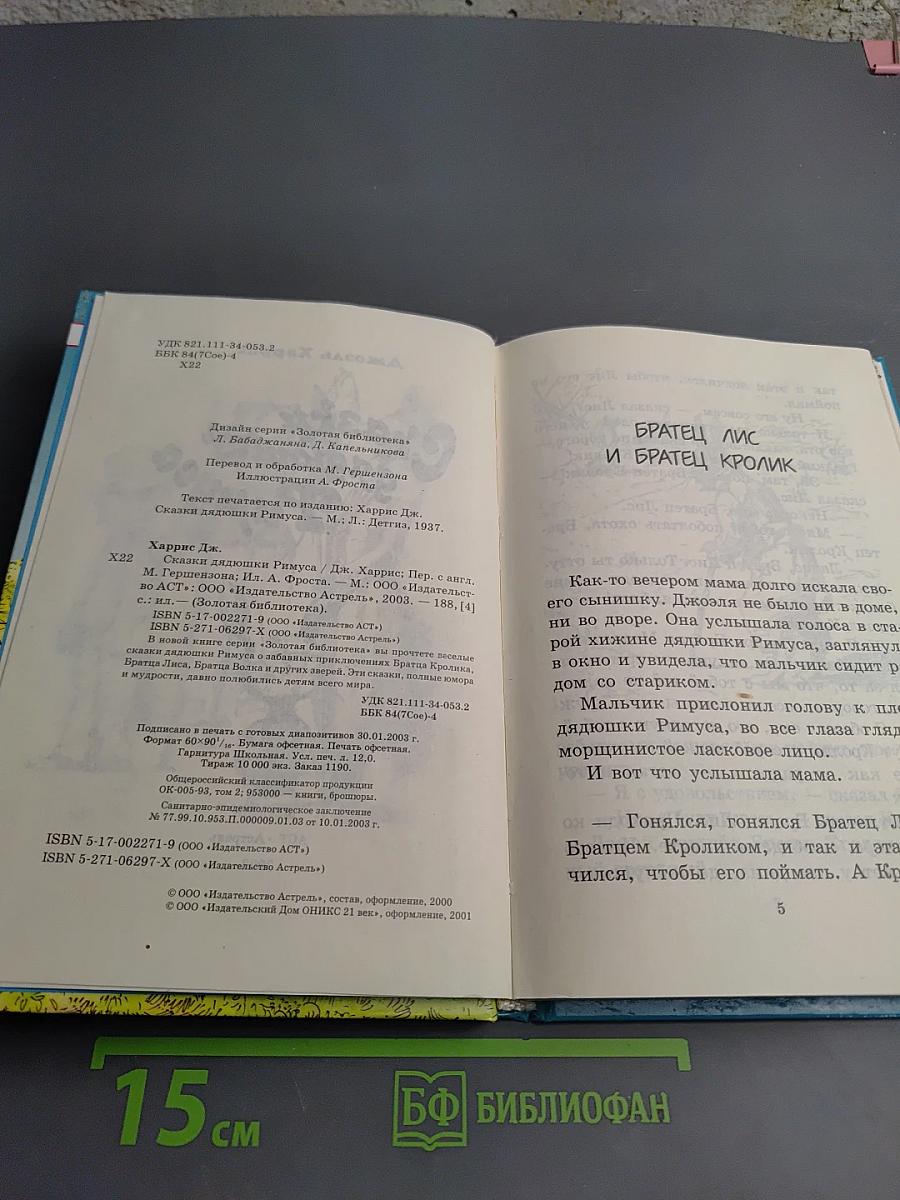 УДК 821.111-34-053.2
ББК 84(7Сое)-4
Х22
Дизайн серии «Золотая библиотека»
Л. Бабаджаняна, Д. Капельникова
Перевод и обработка М. Гершензона
Иллюстрации А. Фроста
Текст печатается по изданию: Харрис Дж.
Сказки дядюшки Римуса. — М.; Л.: Детгиз, 1937.
Харрис Дж.
Х22 Сказки дядюшки Римуса / Дж. Харрис; Пер. с англ.
М. Гершензона; Ил. А. Фроста. — М.: ООО «Издательст-
во АСТ»: ООО «Издательство Астрель», 2003. — 188, [4]
с.: ил.— (Золотая библиотека).
ISBN 5-17-002271-9 (ООО «Издательство АСТ»)
ISBN 5-271-06297-Х (ООО «Издательство Астрель»)
В новой книге серии «Золотая библиотека» вы прочтете веселые
сказки дядюшки Римуса о забавных приключениях Братца Кролика,
Братца Лиса, Братца Волка и других зверей. Эти сказки, полные юмора
и мудрости, давно полюбились детям всего мира.
УДК 821.111-34-053.2
ББК 84(7Сое)-4
Подписано в печать с готовых диапозитивов 30.01.2003 г.
Формат 60×90 1/16. Бумага офсетная. Печать офсетная.
Гарнитура Школьная. Усл. печ. л. 12,0.
Тираж 10 000 экз. Заказ 1190.
Общероссийский классификатор продукции
ОК-005-93, том 2; 953000 — книги, брошюры.
Санитарно-эпидемиологическое заключение
№ 77.99.10.953.П.000009.01.03 от 10.01.2003 г.
ISBN 5-17-002271-9 (ООО «Издательство АСТ»)
ISBN 5-271-06297-Х (ООО «Издательство Астрель»)
© ООО «Издательство Астрель», состав, оформление, 2000
© ООО «Издательский Дом ОНИКС 21 век», оформление, 2001
БРАТЕЦ ЛИС
И БРАТЕЦ КРОЛИК
Как-то вечером мама долго искала сво-
его сынишку. Джоэля не было ни в доме,
ни во дворе. Она услышала голоса в ста-
рой хижине дядюшки Римуса, заглянул
в окно и увидела, что мальчик сидит р
дом со стариком.
Мальчик прислонил голову к пле
дядюшки Римуса, во все глаза гляд
морщинистое ласковое лицо.
И вот что услышала мама.
— Гонялся, гонялся Братец Л
Братцем Кроликом, и так и эта
чился, чтобы его поймать. А Кр
5
15 см
БФ БИБЛИОФАН